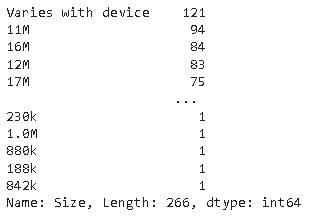 Varies with device    121
11M                    94
16M                    84
12M                    83
17M                    75
                      ...
230k                    1
1.0M                    1
880k                    1
188k                    1
842k                    1
Name: Size, Length: 266, dtype: int64